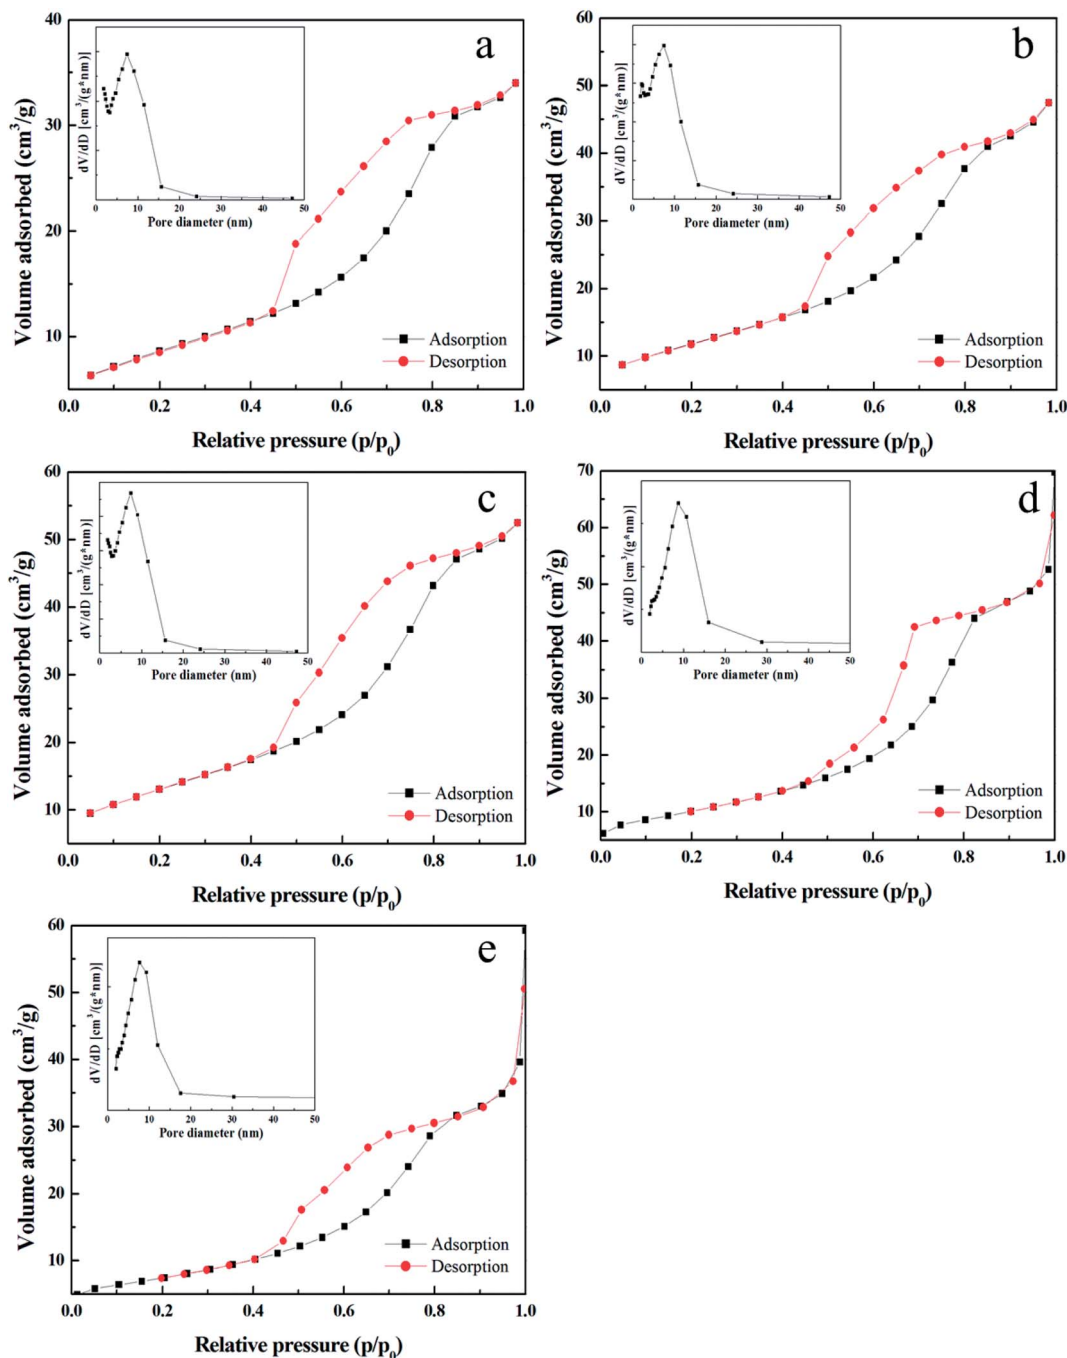 a
40
30
20
10
Volume adsorbed (cm³/g)
dV/dD [cm³/(g*nm)]
0 10 20 30 40 50
Pore diameter (nm)
Adsorption
Desorption
0.0 0.2 0.4 0.6 0.8 1.0
Relative pressure (p/p₀)
b
60
50
40
30
20
10
Volume adsorbed (cm³/g)
dV/dD [cm³/(g*nm)]
0 10 20 30 40 50
Pore diameter (nm)
Adsorption
Desorption
0.0 0.2 0.4 0.6 0.8 1.0
Relative pressure (p/p₀)
c
60
50
40
30
20
10
Volume adsorbed (cm³/g)
dV/dD [cm³/(g*nm)]
0 10 20 30 40 50
Pore diameter (nm)
Adsorption
Desorption
0.0 0.2 0.4 0.6 0.8 1.0
Relative pressure (p/p₀)
d
70
60
50
40
30
20
10
0
Volume adsorbed (cm³/g)
dV/dD [cm³/(g*nm)]
0 10 20 30 40 50
Pore diameter (nm)
Adsorption
Desorption
0.0 0.2 0.4 0.6 0.8 1.0
Relative pressure (p/p₀)
e
60
50
40
30
20
10
Volume adsorbed (cm³/g)
dV/dD [cm³/(g*nm)]
0 10 20 30 40 50
Pore diameter (nm)
Adsorption
Desorption
0.0 0.2 0.4 0.6 0.8 1.0
Relative pressure (p/p₀)